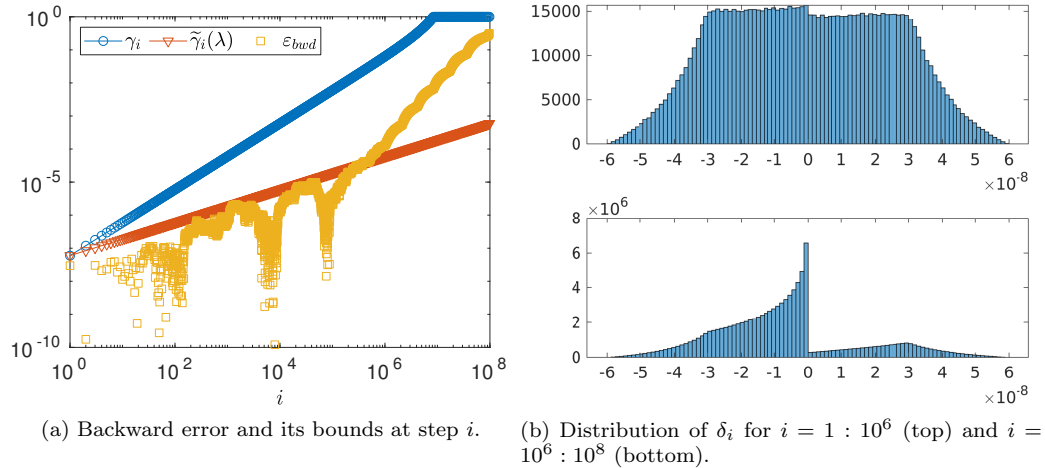 10^0
10^-5
10^-10
γ_i
γ̃_i(λ)
ε_bwd
10^0 10^2 10^4 10^6 10^8
i
(a) Backward error and its bounds at step i.
15000
10000
5000
0
-6 -5 -4 -3 -2 -1 0 1 2 3 4 5 6
×10^-8
×10^6
8
6
4
2
0
-6 -5 -4 -3 -2 -1 0 1 2 3 4 5 6
×10^-8
(b) Distribution of δ_i for i = 1 : 10^6 (top) and i =
10^6 : 10^8 (bottom).